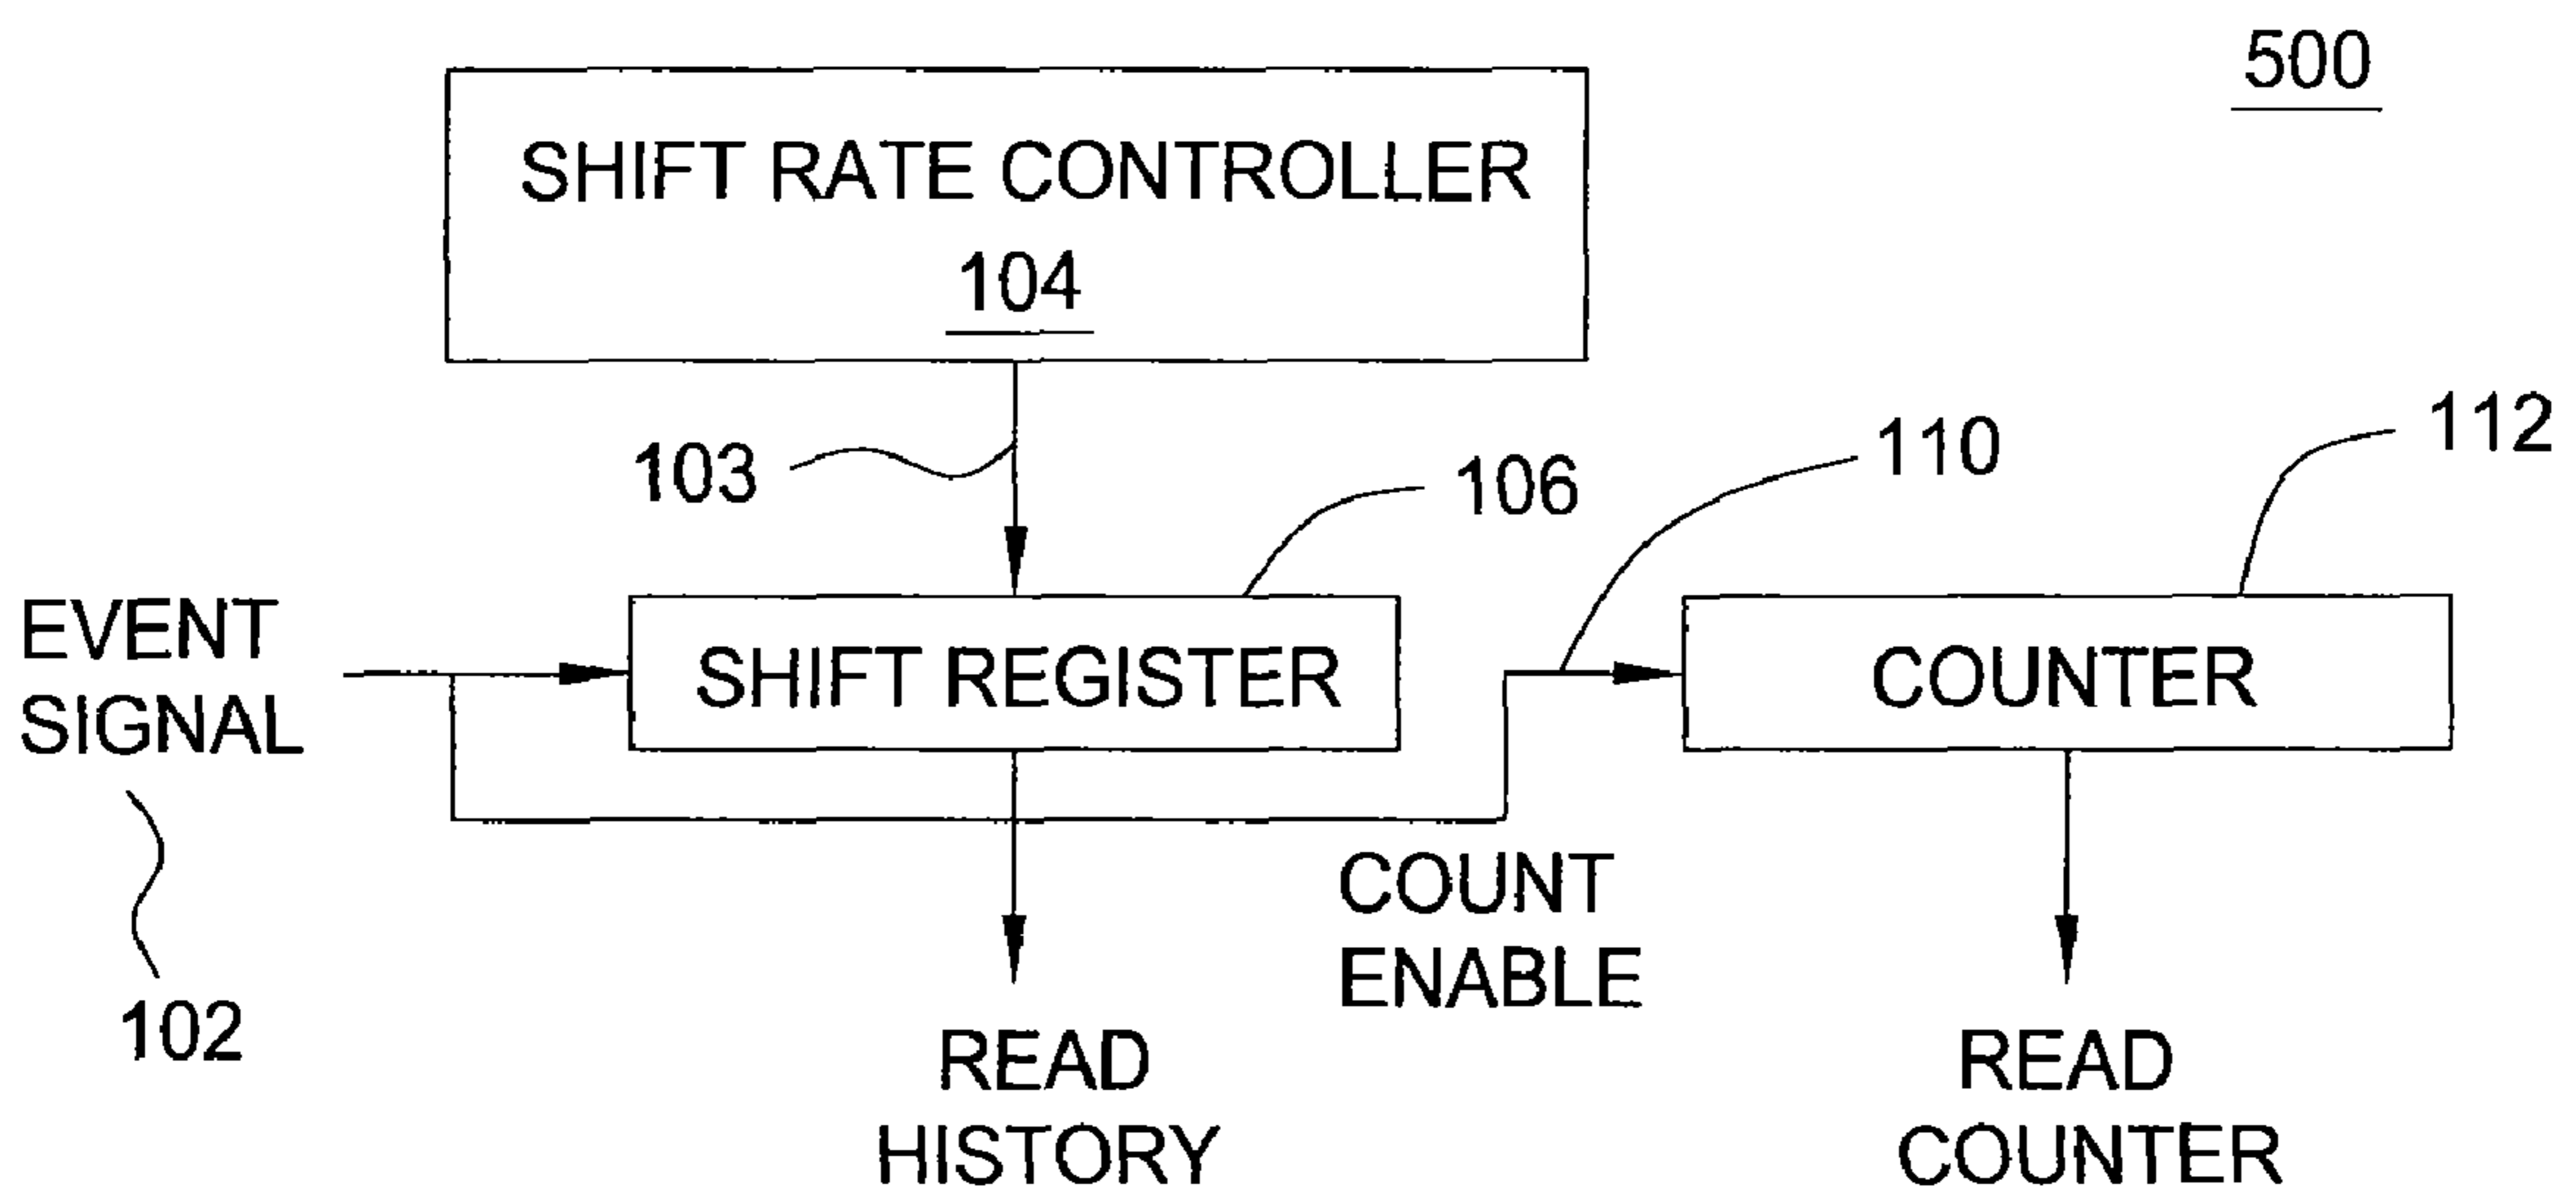 500
SHIFT RATE CONTROLLER
104
103
106
110
112
EVENT
SIGNAL
SHIFT REGISTER
COUNTER
102
COUNT
ENABLE
READ
HISTORY
READ
COUNTER